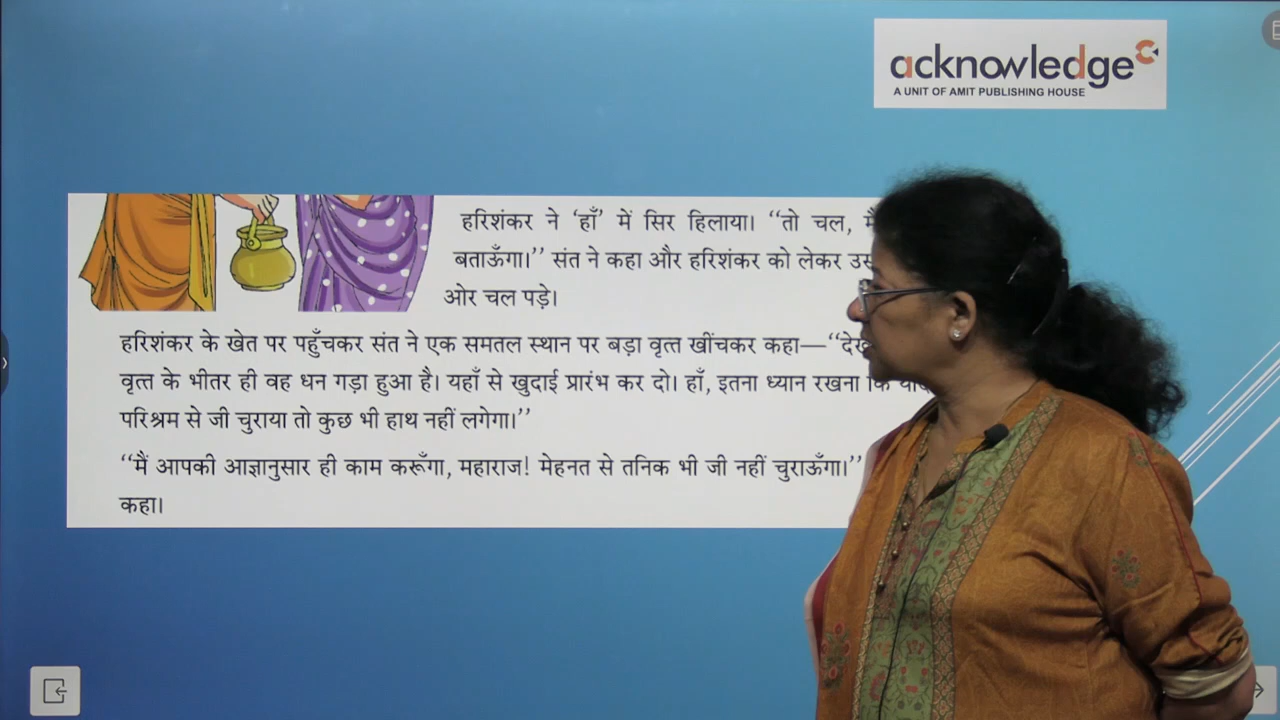 acknowledge
A UNIT OF AMIT PUBLISHING HOUSE
हरिशंकर ने ‘हाँ’ में सिर हिलाया। ‘‘तो चल,
बताऊँगा।’’ संत ने कहा और हरिशंकर को लेकर
ओर चल पड़े।
हरिशंकर के खेत पर पहुँचकर संत ने एक समतल स्थान पर बड़ा वृत्त खींचकर कहा—‘‘
वृत्त के भीतर ही वह धन गड़ा हुआ है। यहाँ से खुदाई प्रारंभ कर दो। हाँ, इतना ध्यान रखना कि
परिश्रम से जी चुराया तो कुछ भी हाथ नहीं लगेगा।’’
‘‘मैं आपकी आज्ञानुसार ही काम करूँगा, महाराज! मेहनत से तनिक भी जी नहीं चुराऊँगा।’’
कहा।